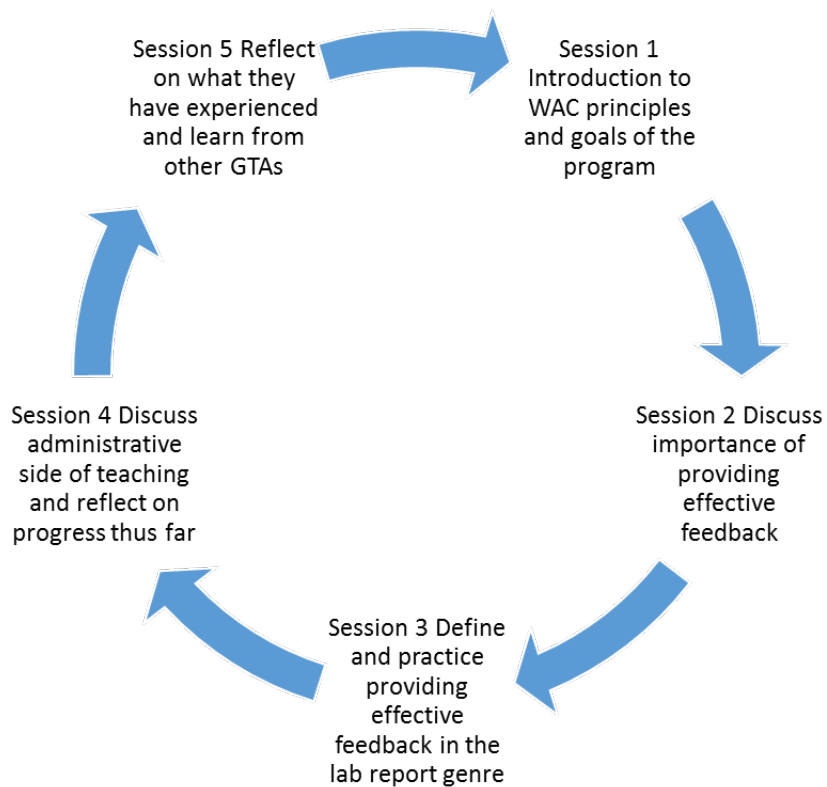 Session 1
Introduction to
WAC principles
and goals of the
program
Session 2 Discuss
importance of
providing
effective
feedback
Session 3 Define
and practice
providing
effective
feedback in the
lab report genre
Session 4 Discuss
administrative
side of teaching
and reflect on
progress thus far
Session 5 Reflect
on what they
have experienced
and learn from
other GTAs